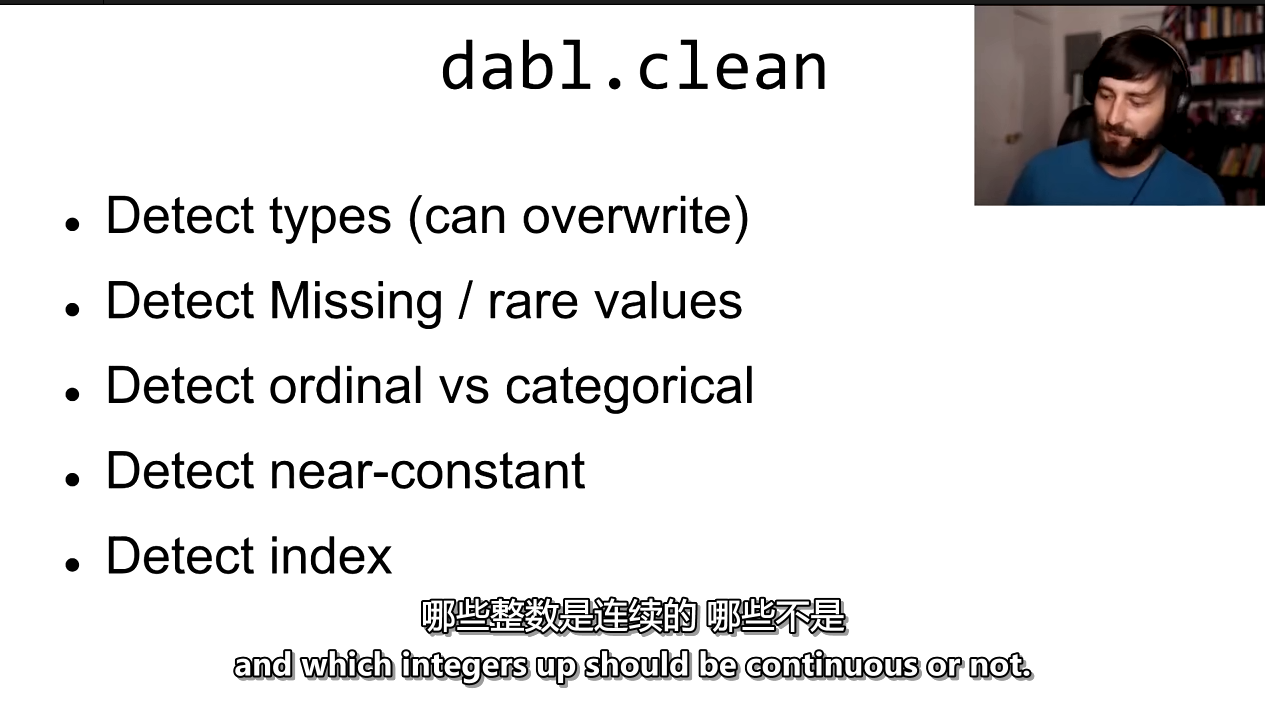 dabl.clean
• Detect types (can overwrite)
• Detect Missing / rare values
• Detect ordinal vs categorical
• Detect near-constant
• Detect index
哪些整数是连续的 哪些不是
and which integers up should be continuous or not.